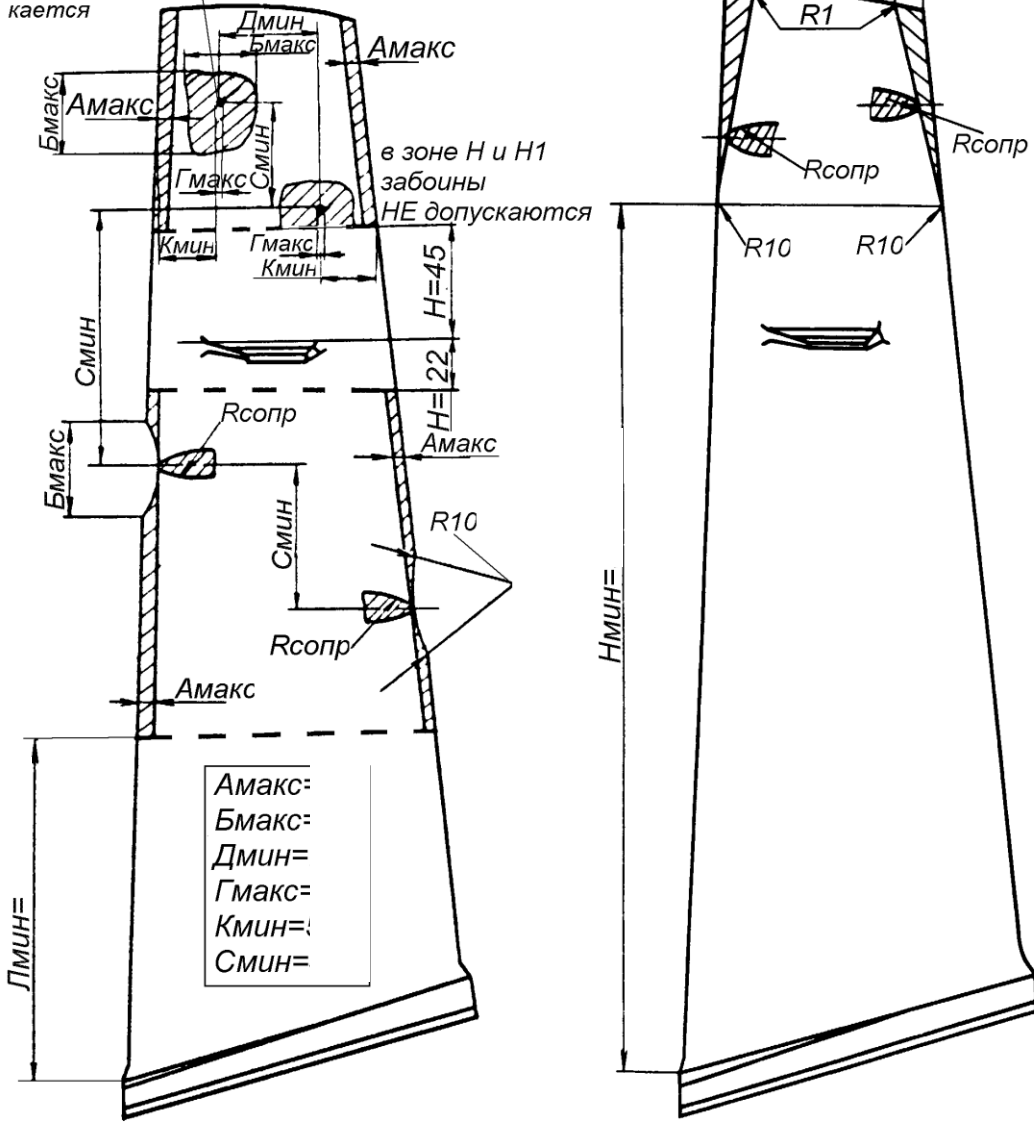 кается
Дмин
Бмакс
Амакс
Бмакс
Амакс
Смин
Гмакс
в зоне Н и Н1
забоины
НЕ допускаются
Кмин
Гмакс
Кмин
Н=45
Смин
Н=22
Rсопр
Амакс
Бмакс
Смин
R10
Rсопр
Амакс
Лмин=
Амакс=
Бмакс=
Дмин=
Гмакс=
Кмин=
Смин=
R1
Rсопр
Rсопр
R10
R10
Нмин=